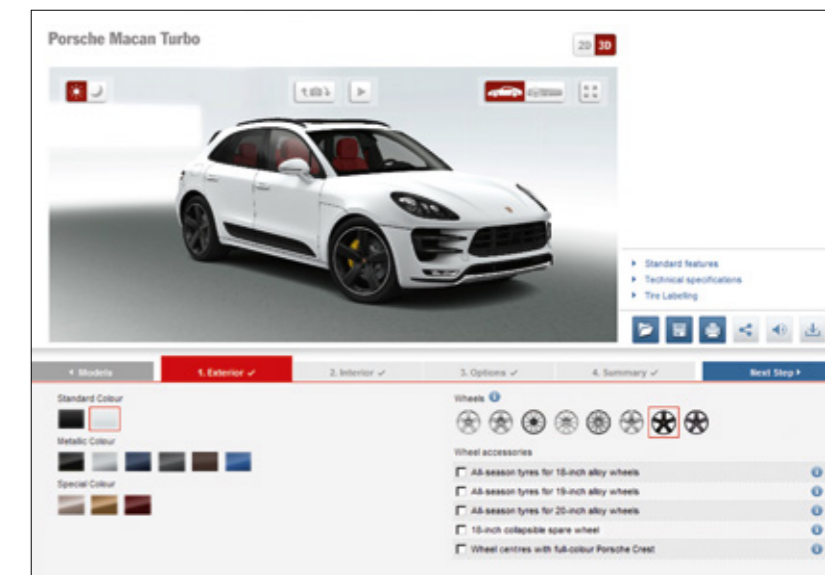 Porsche Macan Turbo
2D 3D
Standard features
Technical specifications
Tire Labeling
Models
1. Exterior
2. Interior
3. Options
4. Summary
Next Step
Standard Colour
Metallic Colour
Special Colour
Wheels
Wheel accessories
All-season tyres for 18-inch alloy wheels
All-season tyres for 19-inch alloy wheels
All-season tyres for 20-inch alloy wheels
18-inch collapsible spare wheel
Wheel centres with full-colour Porsche Crest